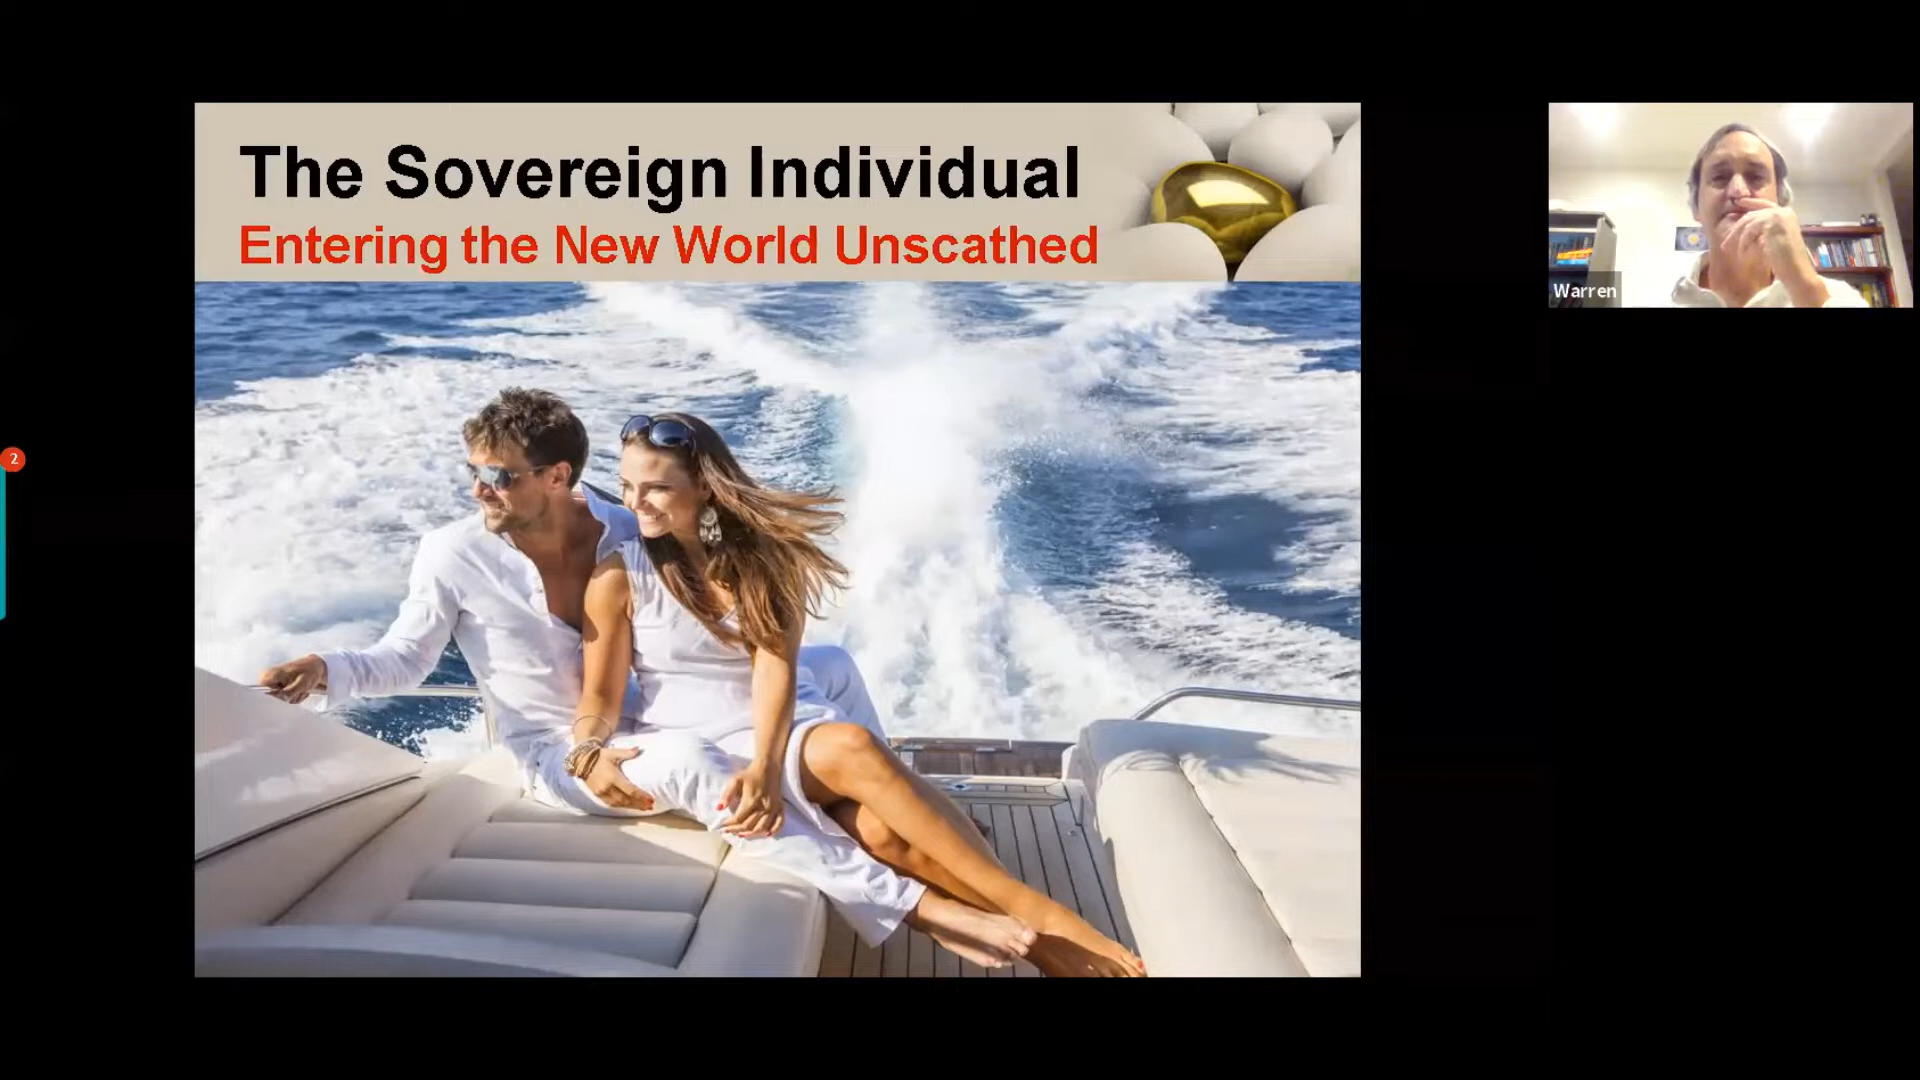 The Sovereign Individual
Entering the New World Unscathed
Warren
2